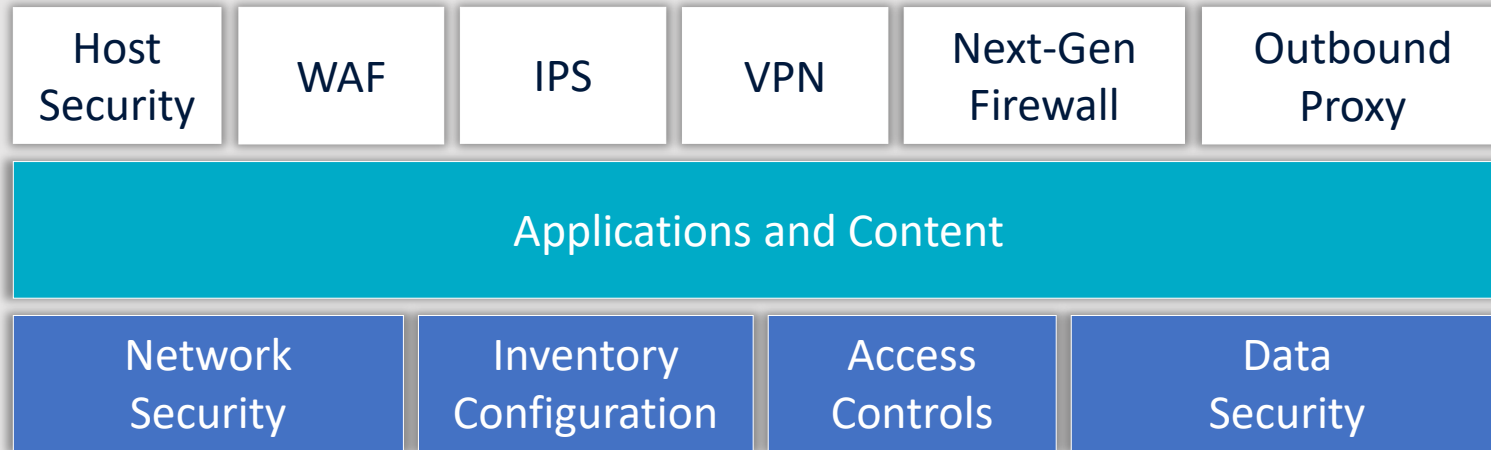 Host
Security
WAF
IPS
VPN
Next-Gen
Firewall
Outbound
Proxy
Applications and Content
Network
Security
Inventory
Configuration
Access
Controls
Data
Security